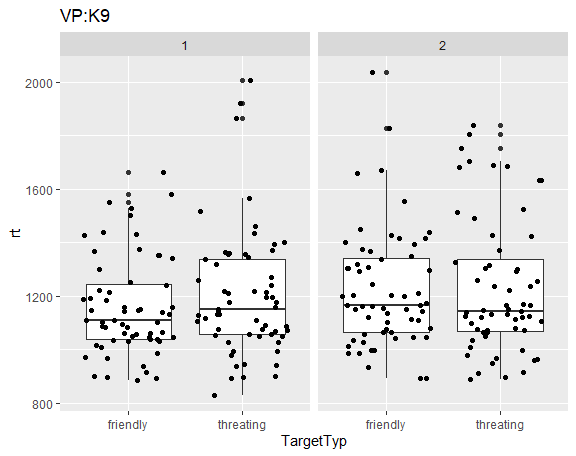 VP:K9
1 2
2000
1600
1200
800
rt
friendly threating friendly threating
TargetTyp